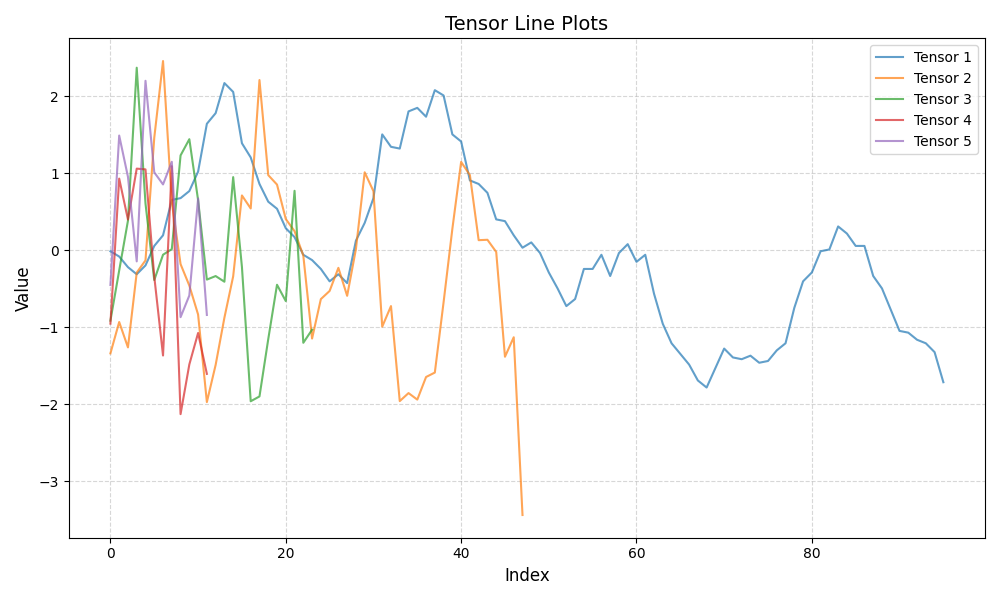 Tensor Line Plots
Tensor 1
Tensor 2
Tensor 3
Tensor 4
Tensor 5
Value
2
1
0
−1
−2
−3
0 20 40 60 80
Index